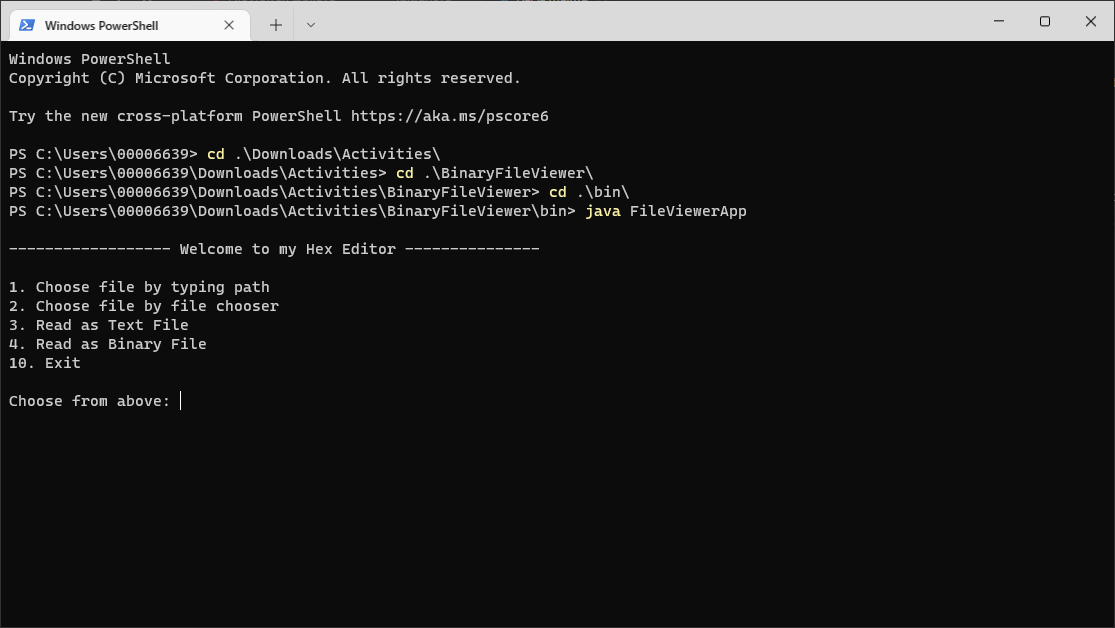 Windows PowerShell
Windows PowerShell
Copyright (C) Microsoft Corporation. All rights reserved.
Try the new cross-platform PowerShell https://aka.ms/pscore6
PS C:\Users\00006639> cd .\Downloads\Activities\
PS C:\Users\00006639\Downloads\Activities> cd .\BinaryFileViewer\
PS C:\Users\00006639\Downloads\Activities\BinaryFileViewer> cd .\bin\
PS C:\Users\00006639\Downloads\Activities\BinaryFileViewer\bin> java FileViewerApp
------------------ Welcome to my Hex Editor ---------------
1. Choose file by typing path
2. Choose file by file chooser
3. Read as Text File
4. Read as Binary File
10. Exit
Choose from above: